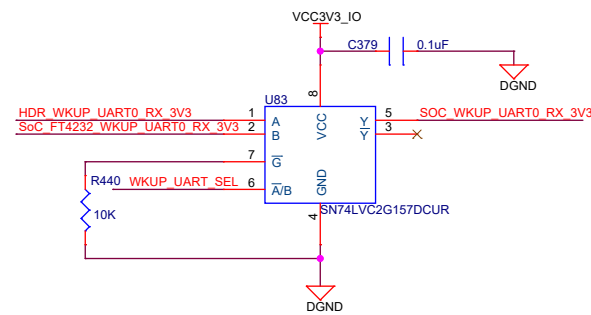 VCC3V3_IO
C379 0.1uF
DGND
U83
8
HDR_WKUP_UART0_RX_3V3 1 A VCC Y 5 SOC_WKUP_UART0_RX_3V3
SoC_FT4232_WKUP_UART0_RX_3V3 2 B Y 3
7 G
R440 WKUP_UART_SEL 6 A/B GND
10K
4 SN74LVC2G157DCUR
DGND